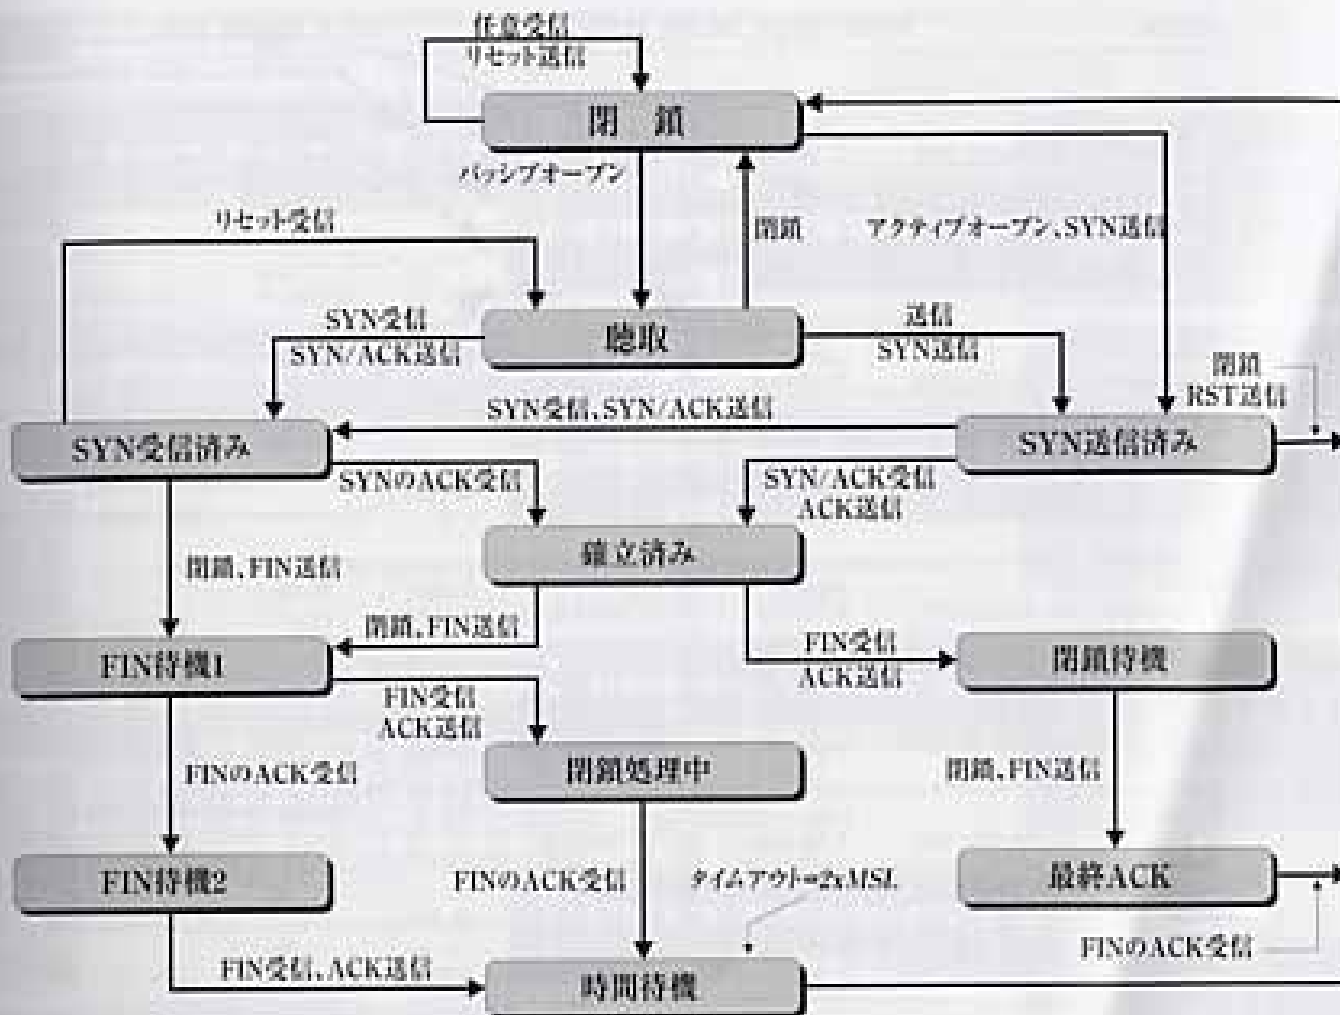 任意受信
リセット送信
閉 鎖
パッシブオープン
リセット受信
閉鎖
アクティブオープン、SYN送信
SYN受信
SYN/ACK送信
聴取
送信
SYN送信
閉鎖
RST送信
SYN受信、SYN/ACK送信
SYN受信済み
SYN送信済み
SYNのACK受信
SYN/ACK受信
ACK送信
確立済み
閉鎖、FIN送信
閉鎖、FIN送信
FIN受信
ACK送信
FIN待機1
閉鎖待機
FIN受信
ACK送信
FINのACK受信
閉鎖処理中
閉鎖、FIN送信
FIN待機2
FINのACK受信
タイムアウト=2xMSL
最終ACK
FINのACK受信
FIN受信、ACK送信
時間待機